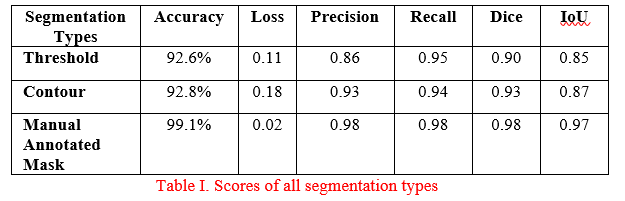 Segmentation Types Accuracy Loss Precision Recall Dice IoU
Threshold 92.6% 0.11 0.86 0.95 0.90 0.85
Contour 92.8% 0.18 0.93 0.94 0.93 0.87
Manual Annotated Mask 99.1% 0.02 0.98 0.98 0.98 0.97
Table I. Scores of all segmentation types